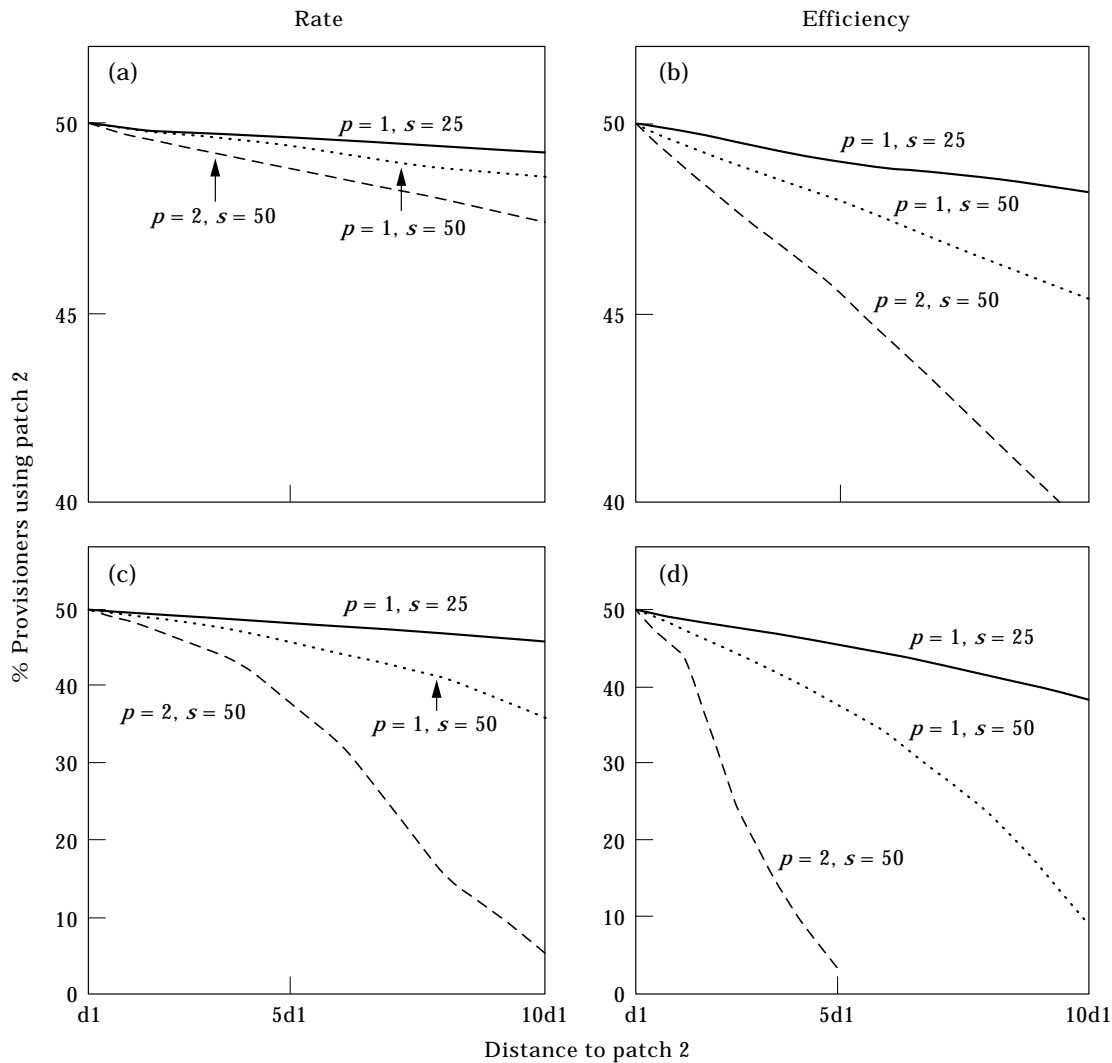 Rate
Efficiency
(a)
50
p = 1, s = 25
p = 2, s = 50
p = 1, s = 50
45
40
(b)
50
p = 1, s = 25
p = 1, s = 50
p = 2, s = 50
45
40
% Provisioners using patch 2
(c)
50
p = 1, s = 25
40
p = 2, s = 50
p = 1, s = 50
30
20
10
0
d1
5d1
10d1
(d)
50
p = 1, s = 25
40
p = 1, s = 50
30
20
p = 2, s = 50
10
0
d1
5d1
10d1
Distance to patch 2